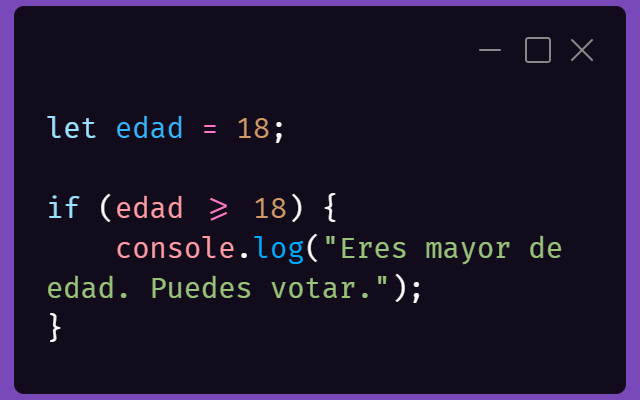 let edad = 18;
if (edad >= 18) {
    console.log("Eres mayor de
edad. Puedes votar.");
}